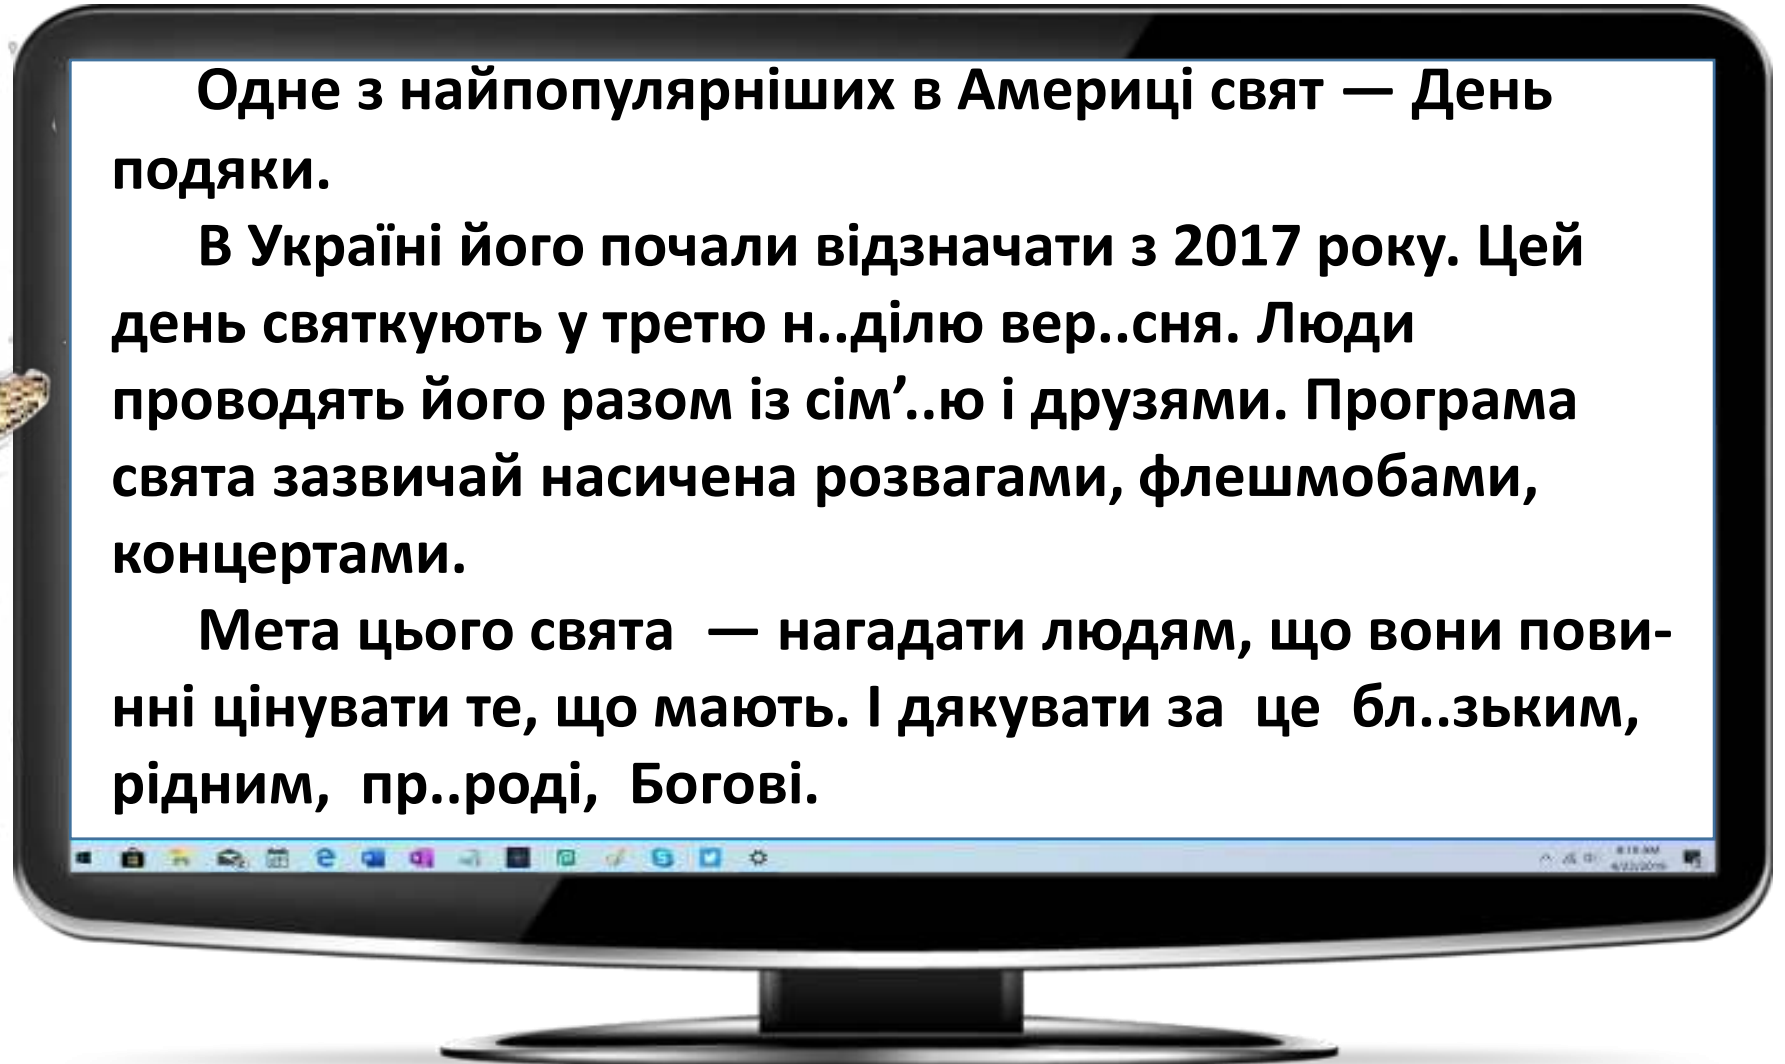 Одне з найпопулярніших в Америці свят — День
подяки.
В Україні його почали відзначати з 2017 року. Цей
день святкують у третю н..ділю вер..сня. Люди
проводять його разом із сім’..ю і друзями. Програма
свята зазвичай насичена розвагами, флешмобами,
концертами.
Мета цього свята — нагадати людям, що вони пови-
нні цінувати те, що мають. І дякувати за це бл..зьким,
рідним, пр..роді, Богові.